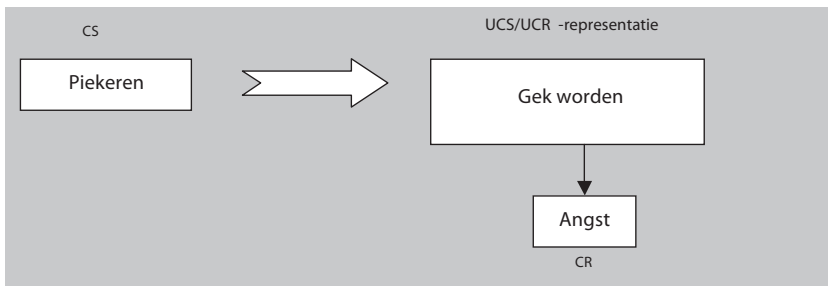 CS
UCS/UCR -representatie
Piekeren
Gek worden
Angst
CR